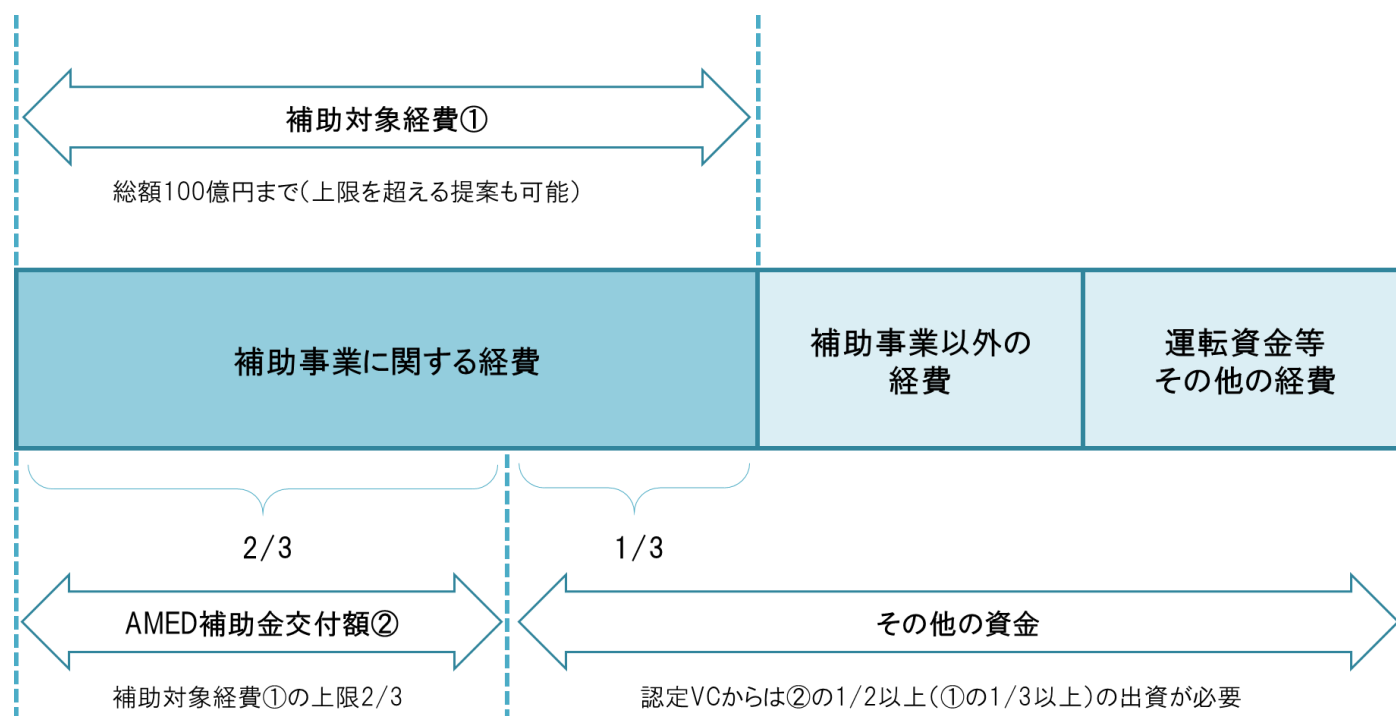 補助対象経費①
総額100億円まで(上限を超える提案も可能)
補助事業に関する経費
補助事業以外の
経費
運転資金等
その他の経費
2/3
1/3
AMED補助金交付額②
その他の資金
補助対象経費①の上限2/3
認定VCからは②の1/2以上(①の1/3以上)の出資が必要